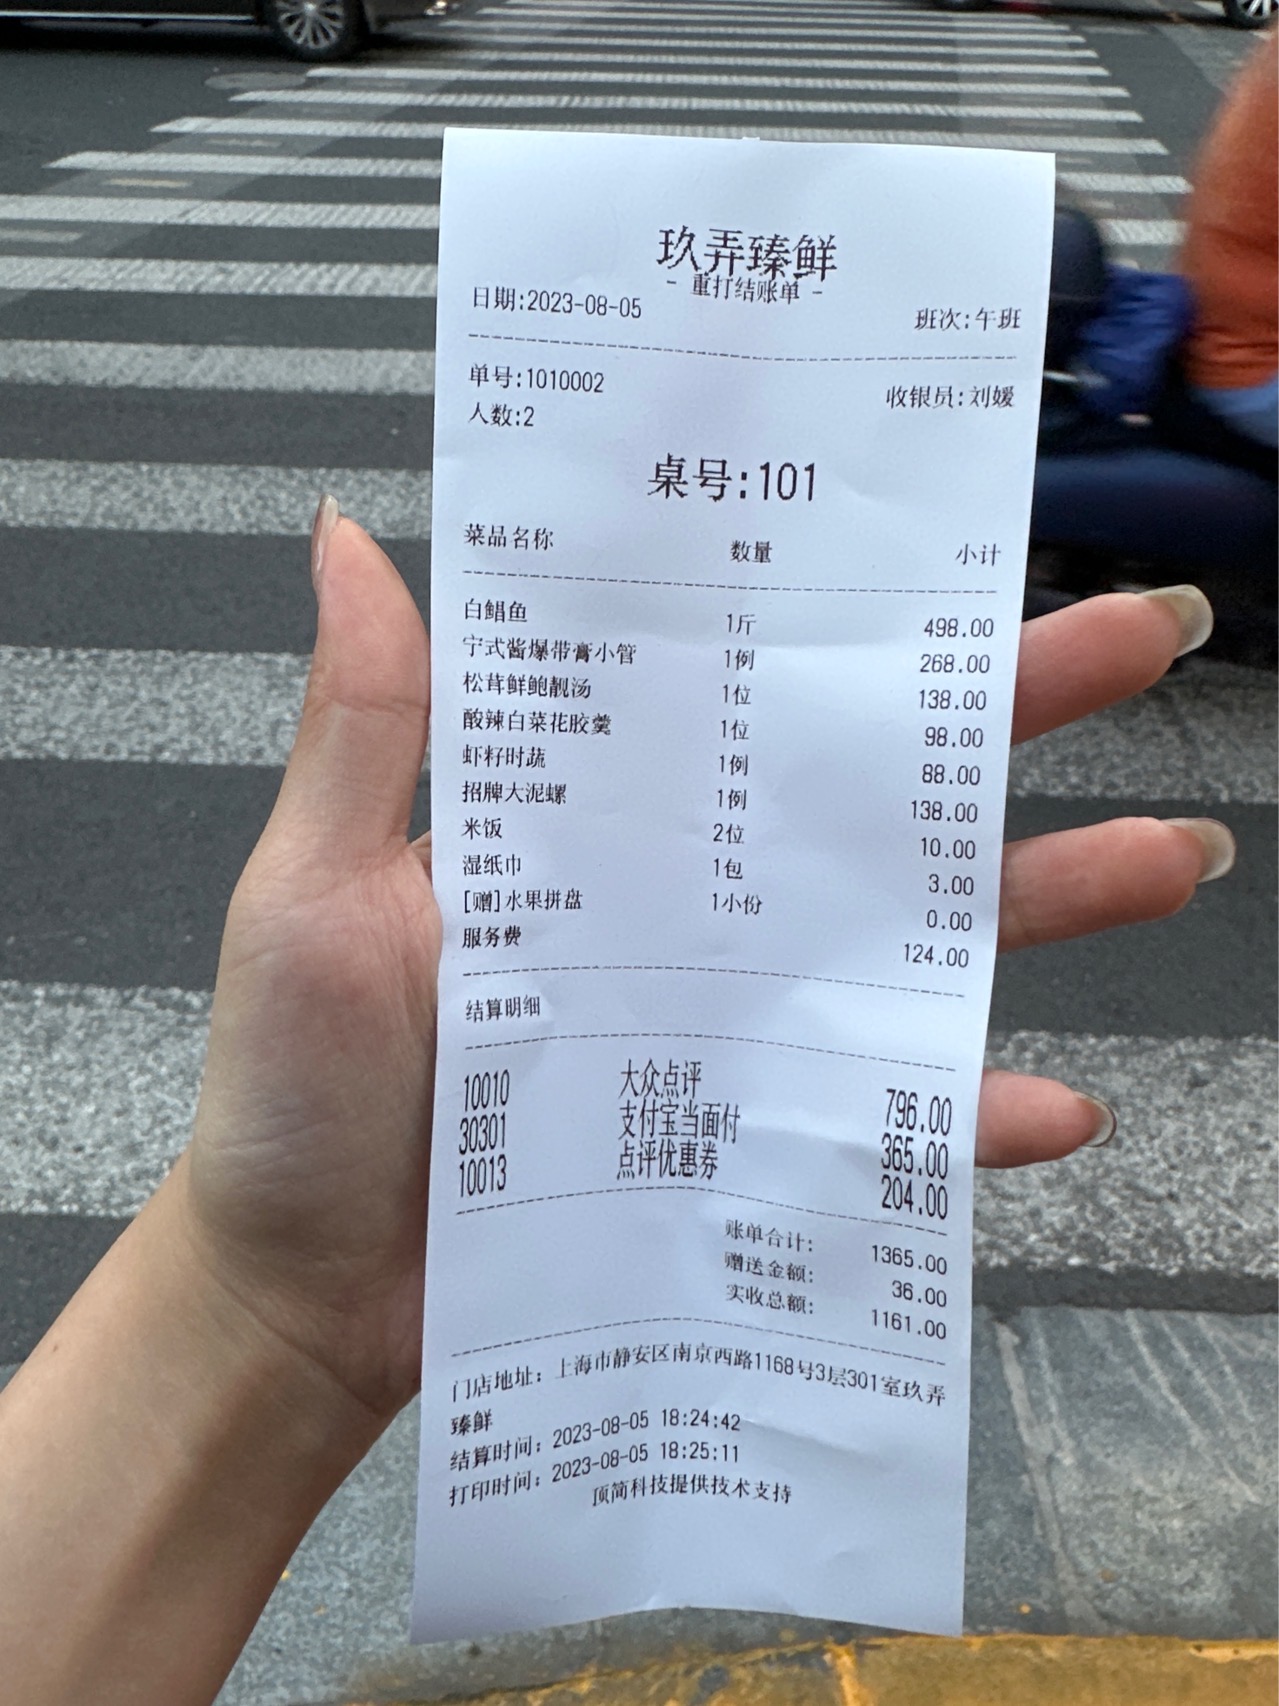 玖弄臻鲜
- 重打结账单 -
日期:2023-08-05 班次:午班
单号:1010002 收银员:刘嫒
人数:2
桌号:101
菜品名称 数量 小计
白鲳鱼 1斤 498.00
宁式酱爆带膏小管 1例 268.00
松茸鲜鲍靓汤 1位 138.00
酸辣白菜花胶羹 1位 98.00
虾籽时蔬 1例 88.00
招牌大泥螺 1例 138.00
米饭 2位 10.00
湿纸巾 1包 3.00
[赠]水果拼盘 1小份 0.00
服务费 124.00
结算明细
10010 大众点评 796.00
30301 支付宝当面付 365.00
10013 点评优惠券 204.00
账单合计: 1365.00
赠送金额: 36.00
实收总额: 1161.00
门店地址: 上海市静安区南京西路1168号3层301室玖弄
臻鲜
结算时间: 2023-08-05 18:24:42
打印时间: 2023-08-05 18:25:11
顶简科技提供技术支持